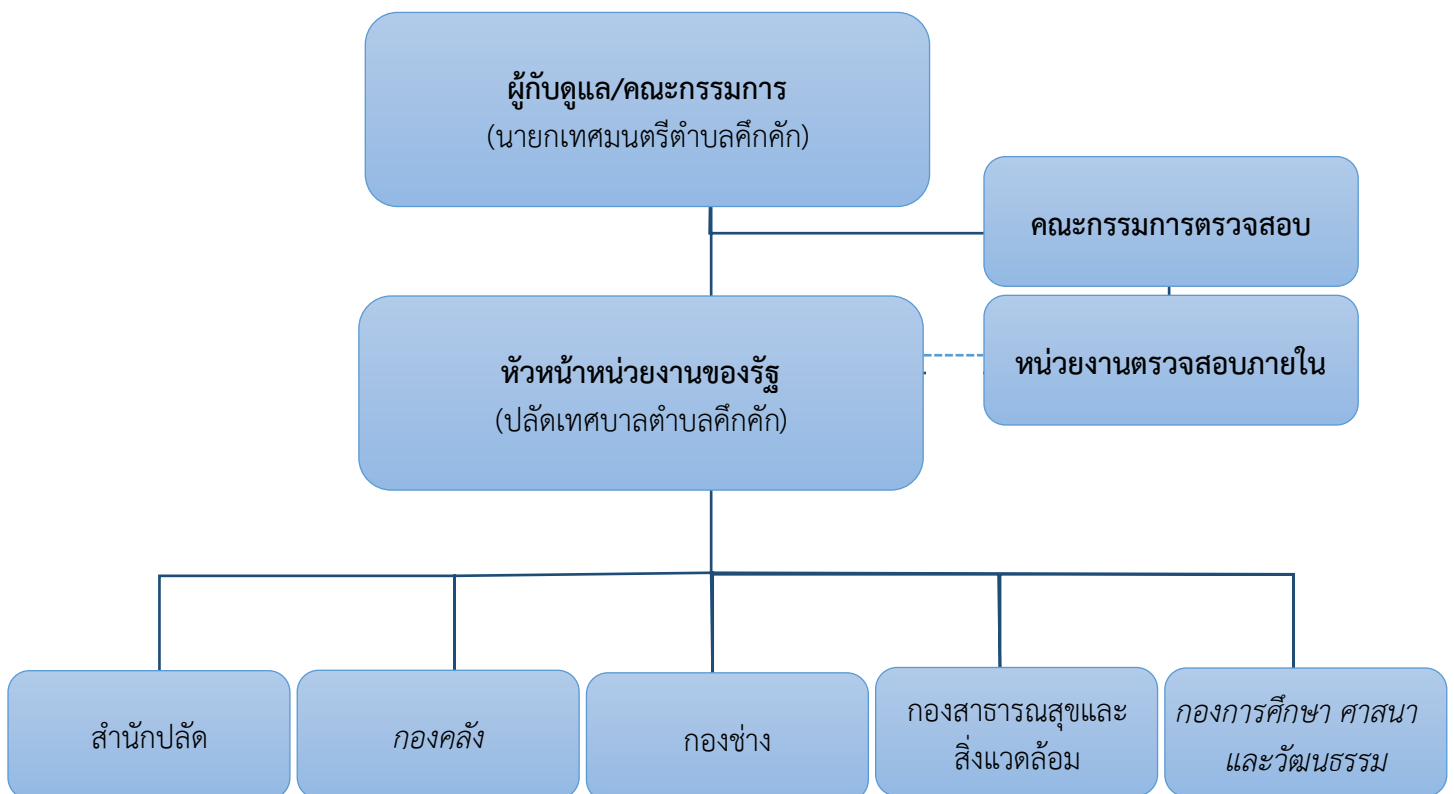 ผู้กับดูแล/คณะกรรมการ
(นายกเทศมนตรีตำบลคึกคัก)
คณะกรรมการตรวจสอบ
หัวหน้าหน่วยงานของรัฐ
(ปลัดเทศบาลตำบลคึกคัก)
หน่วยงานตรวจสอบภายใน
สำนักปลัด
กองคลัง
กองช่าง
กองสาธารณสุขและ
สิ่งแวดล้อม
กองการศึกษา ศาสนา
และวัฒนธรรม